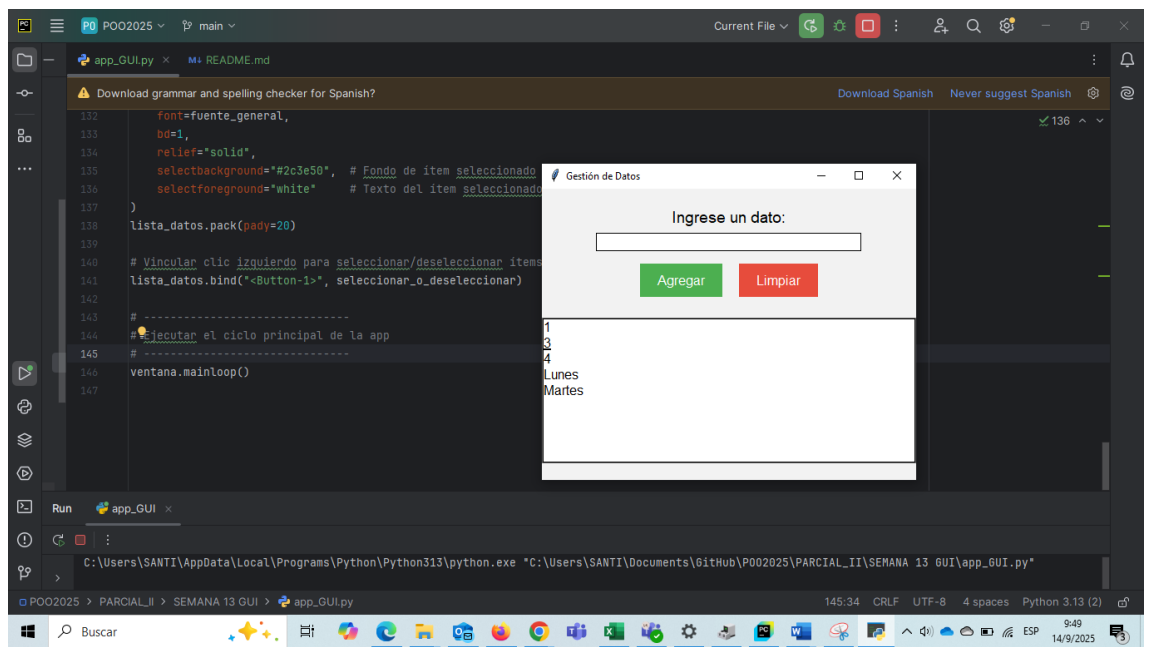 PC
P0 POO2025 main Current File
app_GUI.py README.md
Download grammar and spelling checker for Spanish? Download Spanish Never suggest Spanish
132 font=fuente_general,
136
133 bd=1,
134 relief="solid",
135 selectbackground="#2c3e50", # Fondo de ítem seleccionado
136 selectforeground="white" # Texto del ítem seleccionado
137 )
138 lista_datos.pack(pady=20)
139
140 # Vincular clic izquierdo para seleccionar/deseleccionar ítems
141 lista_datos.bind("<Button-1>", seleccionar_o_deseleccionar)
142
143 # -------------------------------
144 # Ejecutar el ciclo principal de la app
145 # -------------------------------
146 ventana.mainloop()
147
Gestión de Datos
Ingrese un dato:
Agregar Limpiar
1
3
4
Lunes
Martes
Run app_GUI
C:\Users\SANTI\AppData\Local\Programs\Python\Python313\python.exe "C:\Users\SANTI\Documents\GitHub\POO2025\PARCIAL_II\SEMANA 13 GUI\app_GUI.py"
POO2025 > PARCIAL_II > SEMANA 13 GUI > app_GUI.py 145:34 CRLF UTF-8 4 spaces Python 3.13 (2)
Buscar ESP 9:49
14/9/2025 3